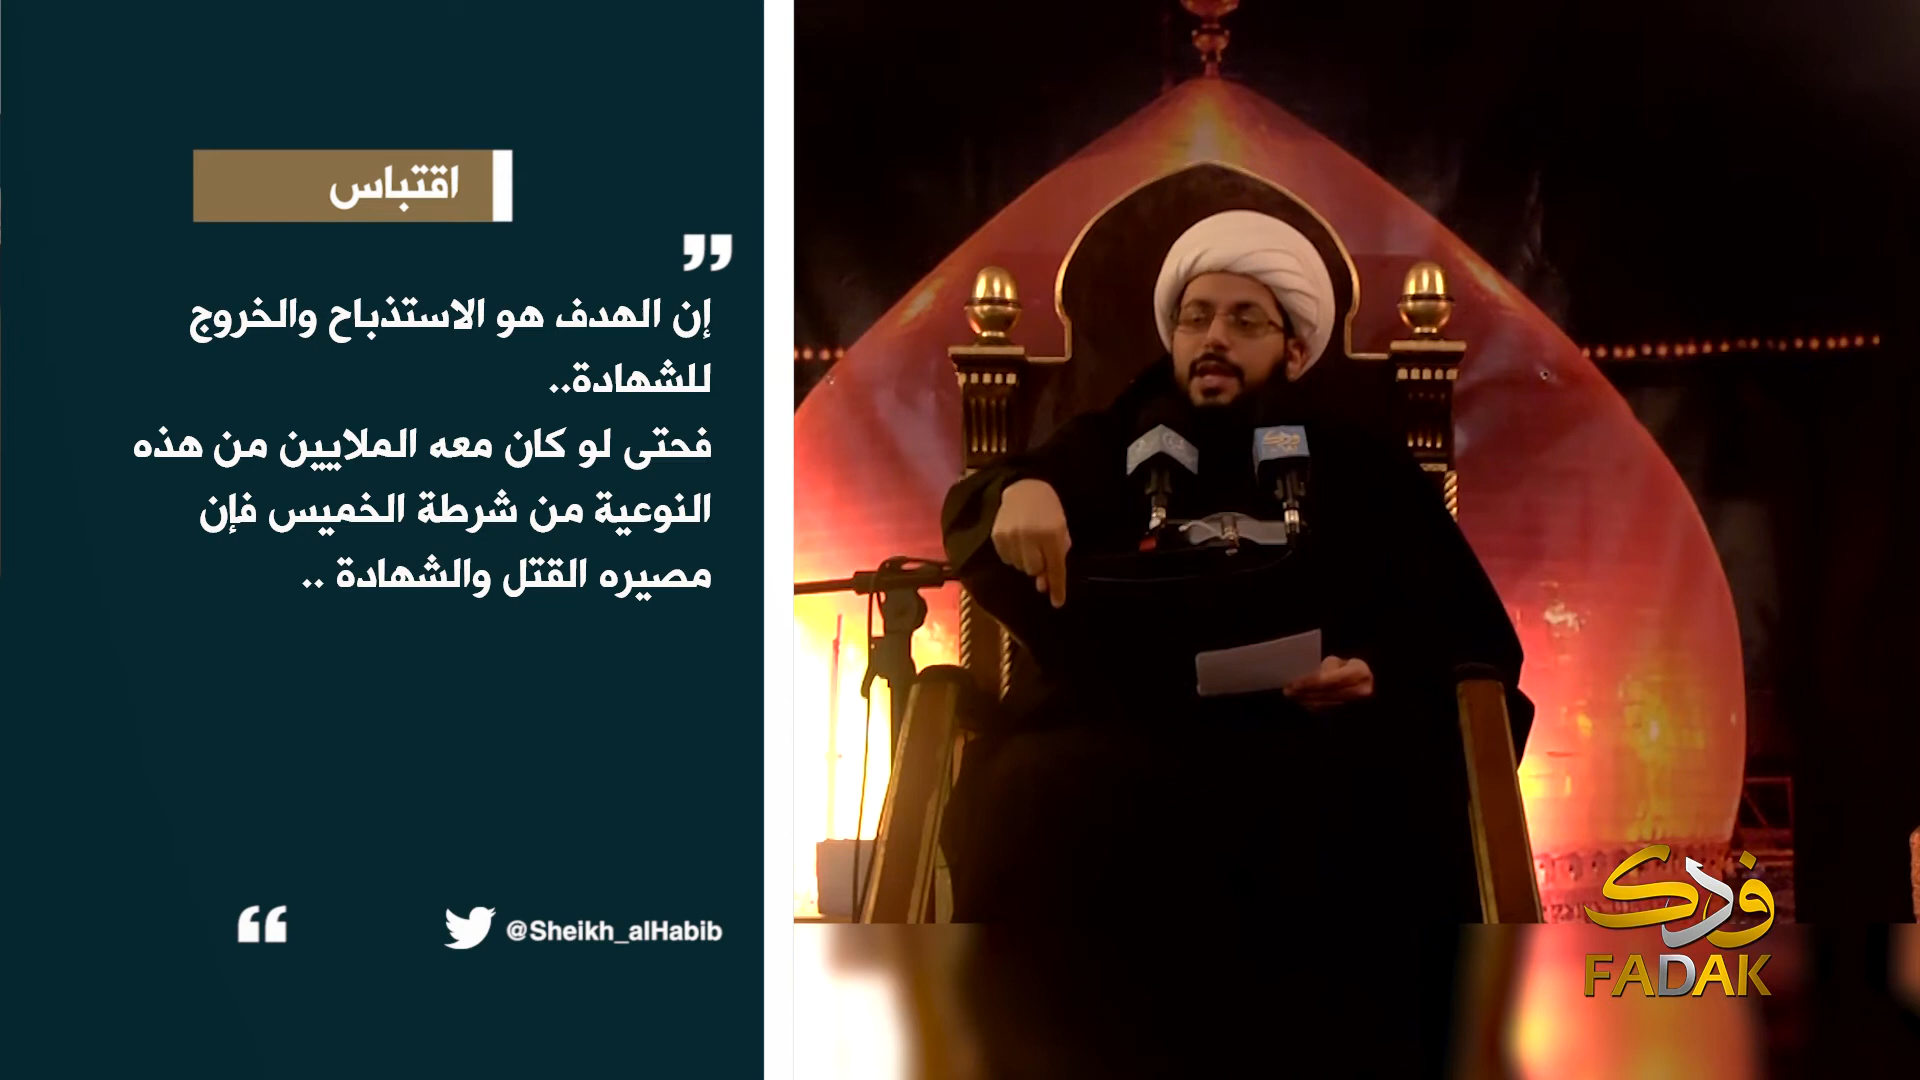 اقتباس
”
إن الهدف هو الاستذباح والخروج
للشهادة..
فحتى لو كان معه الملايين من هذه
النوعية من شرطة الخميس فإن
مصيره القتل والشهادة ..
“
@Sheikh_alHabib
فدك
فدك
FADAK